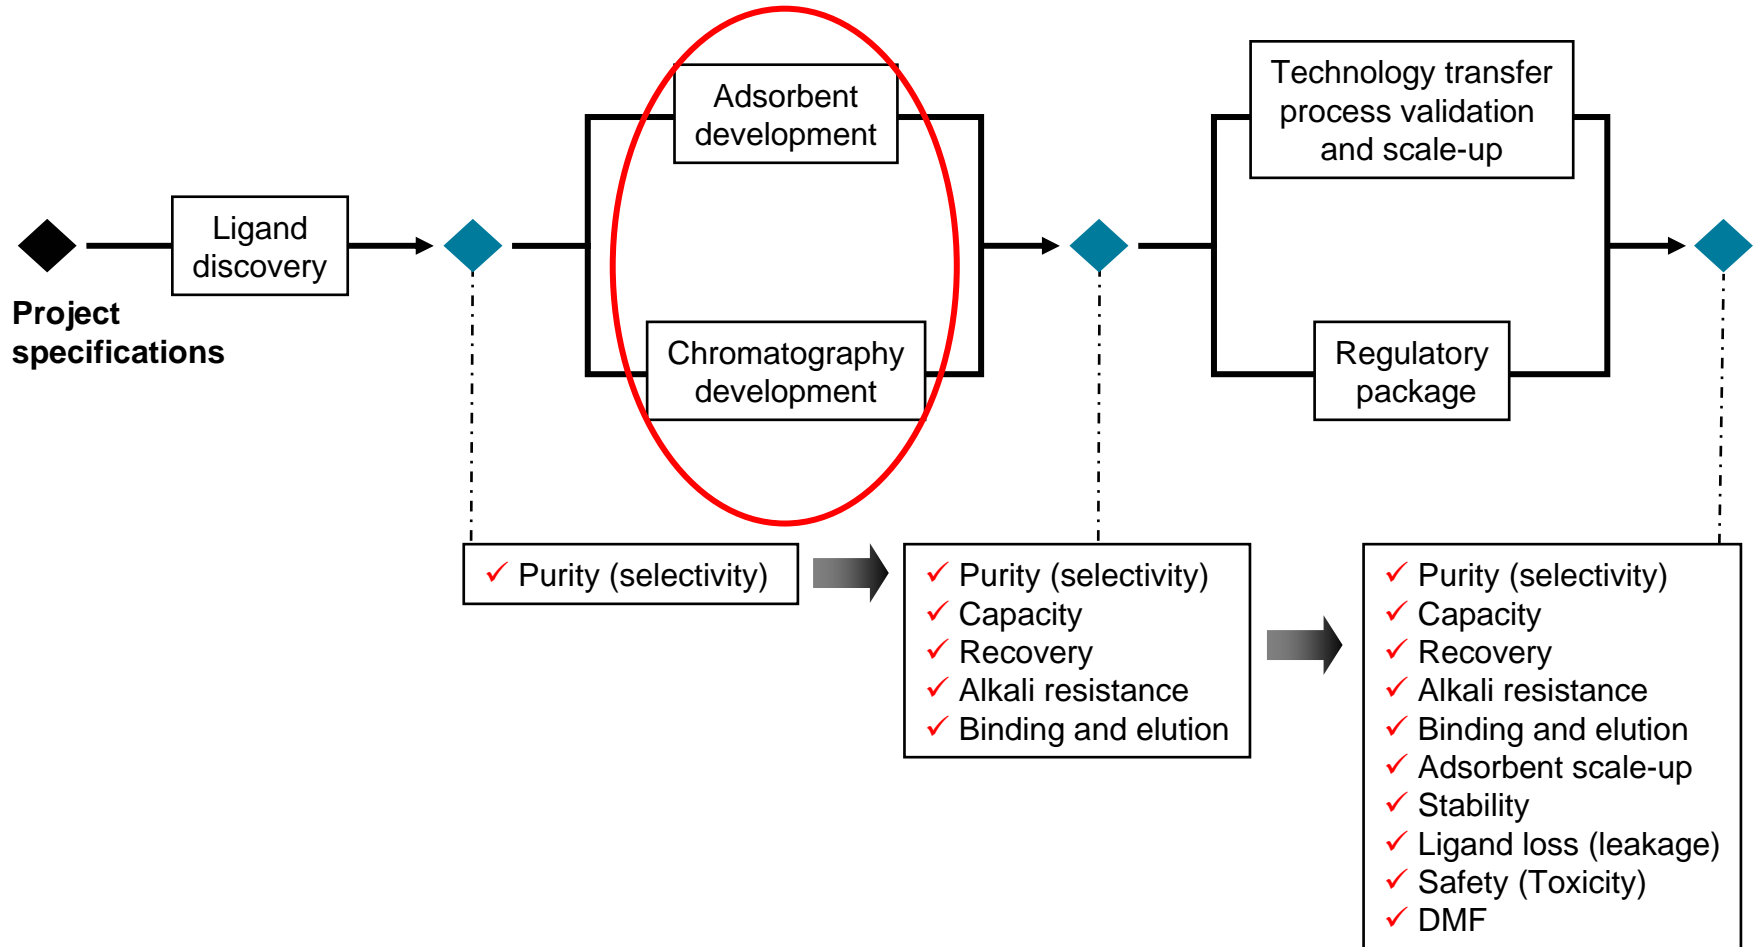 Project
specifications
Ligand
discovery
Adsorbent
development
Chromatography
development
Technology transfer
process validation
and scale-up
Regulatory
package
✓ Purity (selectivity)
✓ Purity (selectivity)
✓ Capacity
✓ Recovery
✓ Alkali resistance
✓ Binding and elution
✓ Purity (selectivity)
✓ Capacity
✓ Recovery
✓ Alkali resistance
✓ Binding and elution
✓ Adsorbent scale-up
✓ Stability
✓ Ligand loss (leakage)
✓ Safety (Toxicity)
✓ DMF